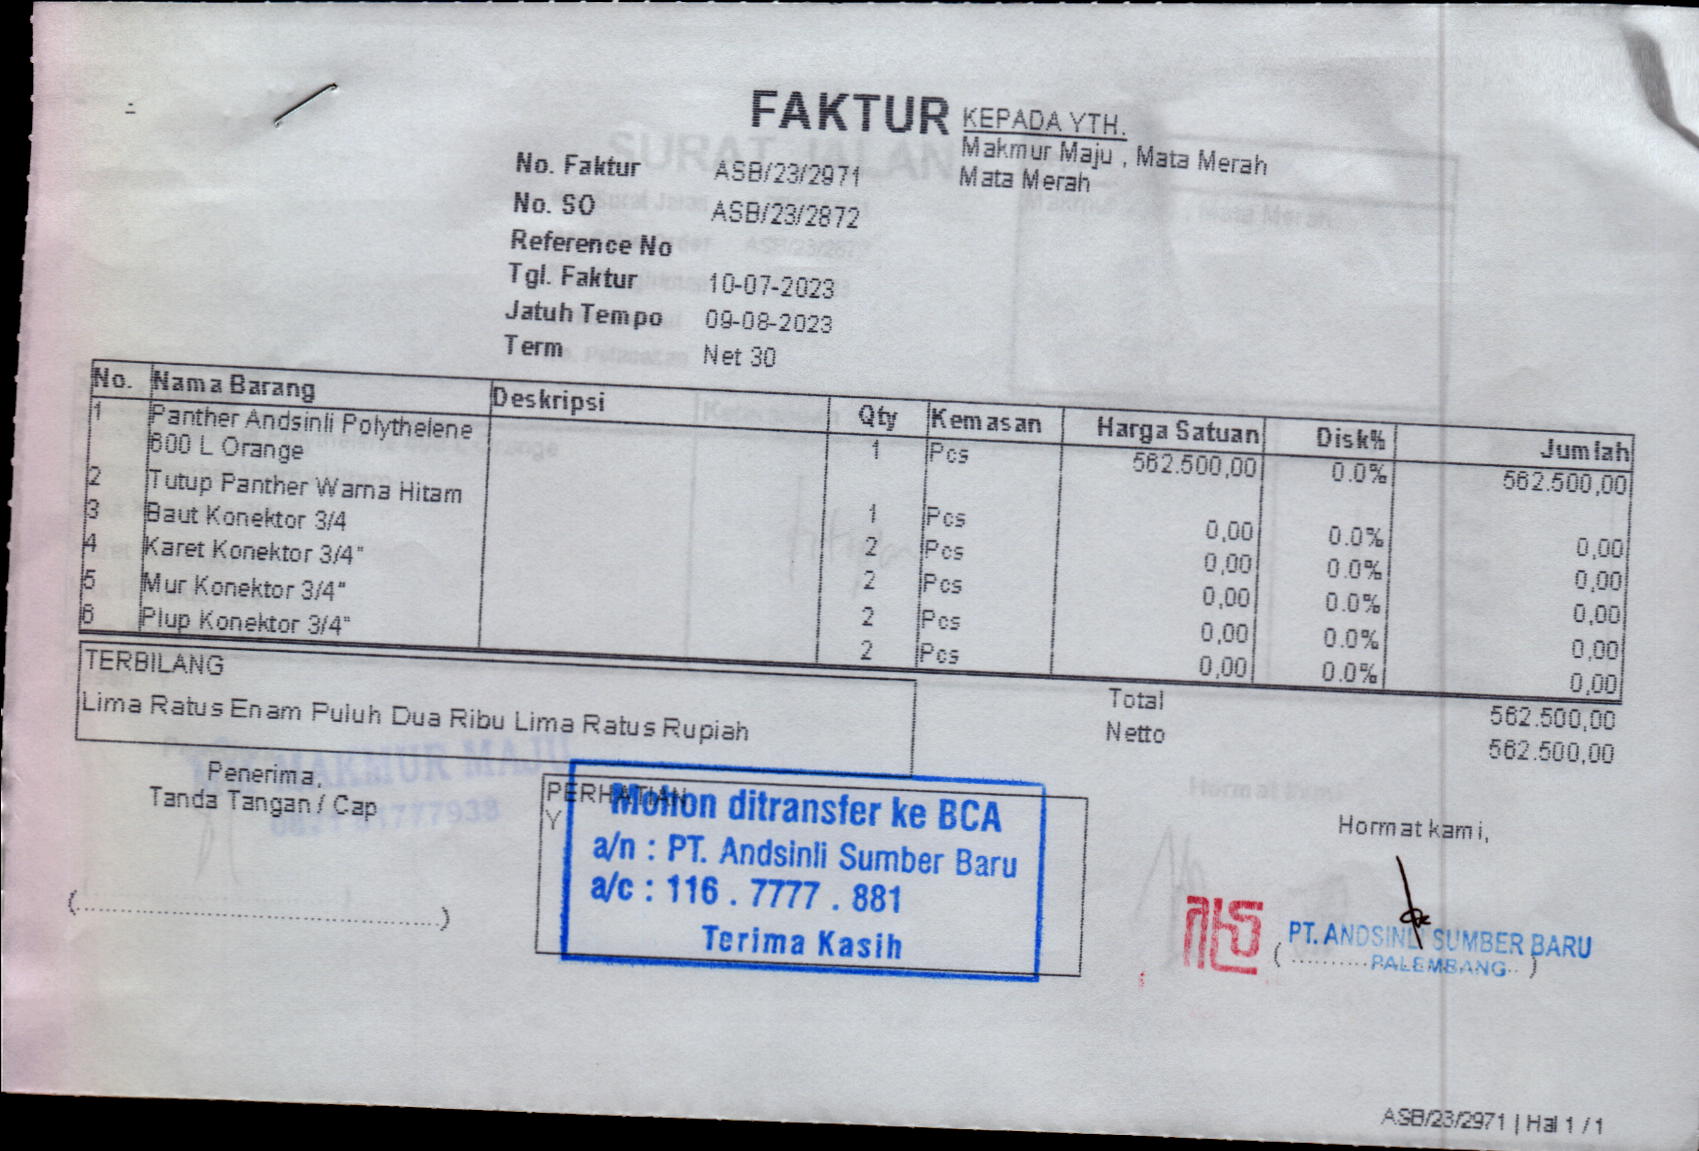 FAKTUR
KEPADA YTH.
Makmur Maju , Mata Merah
Mata Merah
No. Faktur ASB/23/2971
No. SO ASB/23/2872
Reference No
Tgl. Faktur 10-07-2023
Jatuh Tempo 09-08-2023
Term Net 30
No. Nama Barang Deskripsi Qty Kemasan Harga Satuan Disk% Jumlah
1 Panther Andsinli Polythelene 1 Pcs 562.500,00 0.0% 562.500,00
600 L Orange
2 Tutup Panther Warna Hitam 1 Pcs 0,00 0.0% 0,00
3 Baut Konektor 3/4 2 Pcs 0,00 0.0% 0,00
4 Karet Konektor 3/4" 2 Pcs 0,00 0.0% 0,00
5 Mur Konektor 3/4" 2 Pcs 0,00 0.0% 0,00
6 Plup Konektor 3/4" 2 Pcs 0,00 0.0% 0,00
TERBILANG
Lima Ratus Enam Puluh Dua Ribu Lima Ratus Rupiah
Total 562.500,00
Netto 562.500,00
Penerima,
Tanda Tangan / Cap
(....................................................)
PERHATIAN
Y
Mohon ditransfer ke BCA
a/n : PT. Andsinli Sumber Baru
a/c : 116 . 7777 . 881
Terima Kasih
Hormat kami,
PT. ANDSINLI SUMBER BARU
PALEMBANG
MAKMUR MAJU
ASB/23/2971 | Hal 1 / 1